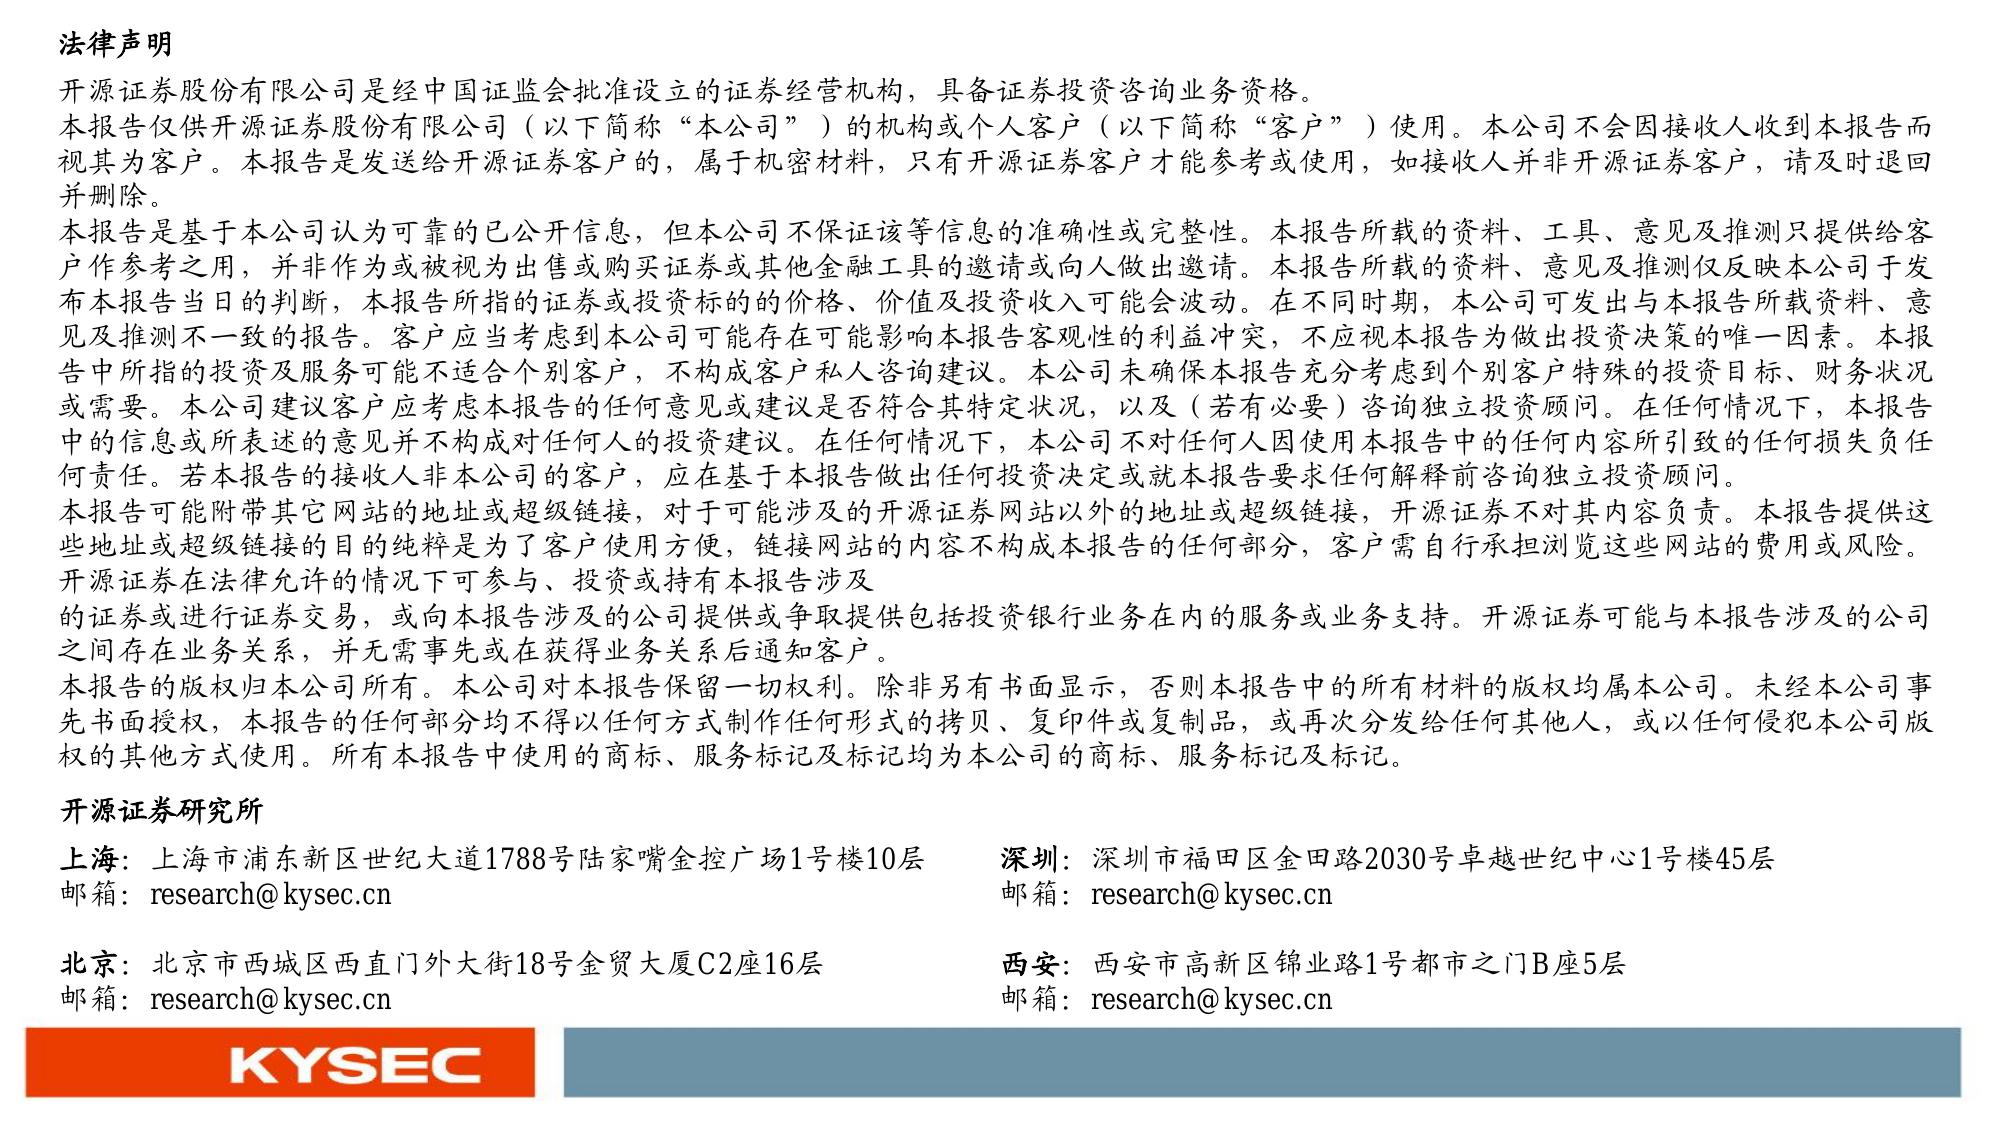 法律声明
开源证券股份有限公司是经中国证监会批准设立的证券经营机构，具备证券投资咨询业务资格。
本报告仅供开源证券股份有限公司（以下简称“本公司”）的机构或个人客户（以下简称“客户”）使用。本公司不会因接收人收到本报告而
视其为客户。本报告是发送给开源证券客户的，属于机密材料，只有开源证券客户才能参考或使用，如接收人并非开源证券客户，请及时退回
并删除。
本报告是基于本公司认为可靠的已公开信息，但本公司不保证该等信息的准确性或完整性。本报告所载的资料、工具、意见及推测只提供给客
户作参考之用，并非作为或被视为出售或购买证券或其他金融工具的邀请或向人做出邀请。本报告所载的资料、意见及推测仅反映本公司于发
布本报告当日的判断，本报告所指的证券或投资标的的价格、价值及投资收入可能会波动。在不同时期，本公司可发出与本报告所载资料、意
见及推测不一致的报告。客户应当考虑到本公司可能存在可能影响本报告客观性的利益冲突，不应视本报告为做出投资决策的唯一因素。本报
告中所指的投资及服务可能不适合个别客户，不构成客户私人咨询建议。本公司未确保本报告充分考虑到个别客户特殊的投资目标、财务状况
或需要。本公司建议客户应考虑本报告的任何意见或建议是否符合其特定状况，以及（若有必要）咨询独立投资顾问。在任何情况下，本报告
中的信息或所表述的意见并不构成对任何人的投资建议。在任何情况下，本公司不对任何人因使用本报告中的任何内容所引致的任何损失负任
何责任。若本报告的接收人非本公司的客户，应在基于本报告做出任何投资决定或就本报告要求任何解释前咨询独立投资顾问。
本报告可能附带其它网站的地址或超级链接，对于可能涉及的开源证券网站以外的地址或超级链接，开源证券不对其内容负责。本报告提供这
些地址或超级链接的目的纯粹是为了客户使用方便，链接网站的内容不构成本报告的任何部分，客户需自行承担浏览这些网站的费用或风险。
开源证券在法律允许的情况下可参与、投资或持有本报告涉及
的证券或进行证券交易，或向本报告涉及的公司提供或争取提供包括投资银行业务在内的服务或业务支持。开源证券可能与本报告涉及的公司
之间存在业务关系，并无需事先或在获得业务关系后通知客户。
本报告的版权归本公司所有。本公司对本报告保留一切权利。除非另有书面显示，否则本报告中的所有材料的版权均属本公司。未经本公司事
先书面授权，本报告的任何部分均不得以任何方式制作任何形式的拷贝、复印件或复制品，或再次分发给任何其他人，或以任何侵犯本公司版
权的其他方式使用。所有本报告中使用的商标、服务标记及标记均为本公司的商标、服务标记及标记。
开源证券研究所
上海：上海市浦东新区世纪大道1788号陆家嘴金控广场1号楼10层
邮箱：research@kysec.cn
深圳：深圳市福田区金田路2030号卓越世纪中心1号楼45层
邮箱：research@kysec.cn
北京：北京市西城区西直门外大街18号金贸大厦C2座16层
邮箱：research@kysec.cn
西安：西安市高新区锦业路1号都市之门B座5层
邮箱：research@kysec.cn
KYSEC